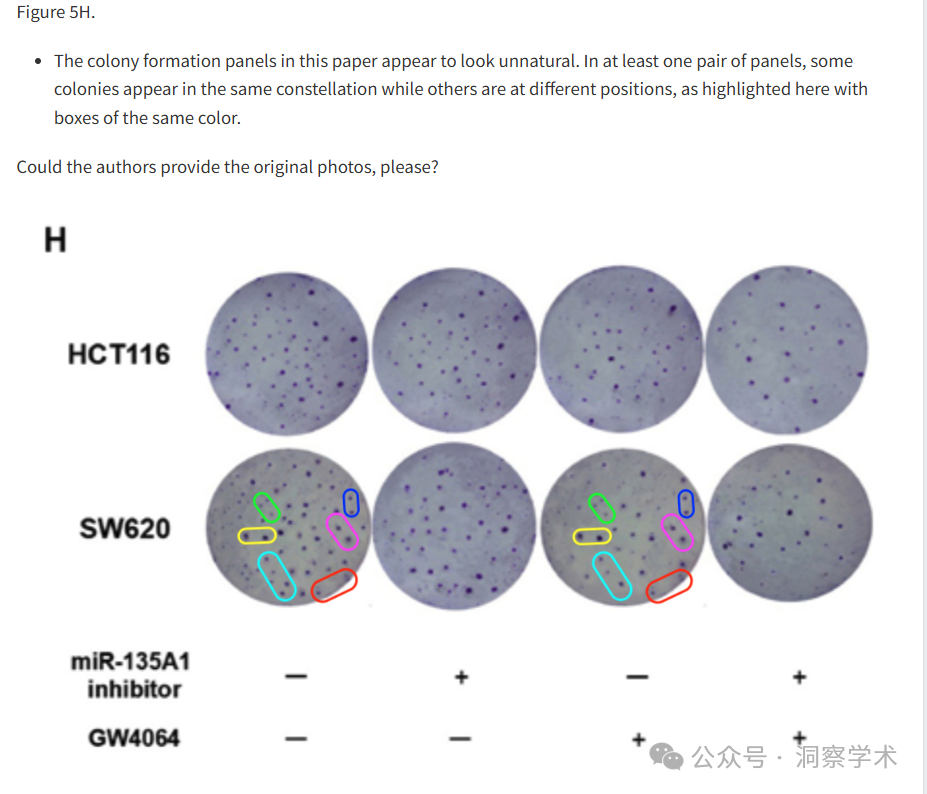 Figure 5H.
• The colony formation panels in this paper appear to look unnatural. In at least one pair of panels, some
colonies appear in the same constellation while others are at different positions, as highlighted here with
boxes of the same color.
Could the authors provide the original photos, please?
H
HCT116
SW620
miR-135A1
inhibitor
— + — +
GW4064
— — + +
公众号 · 洞察学术